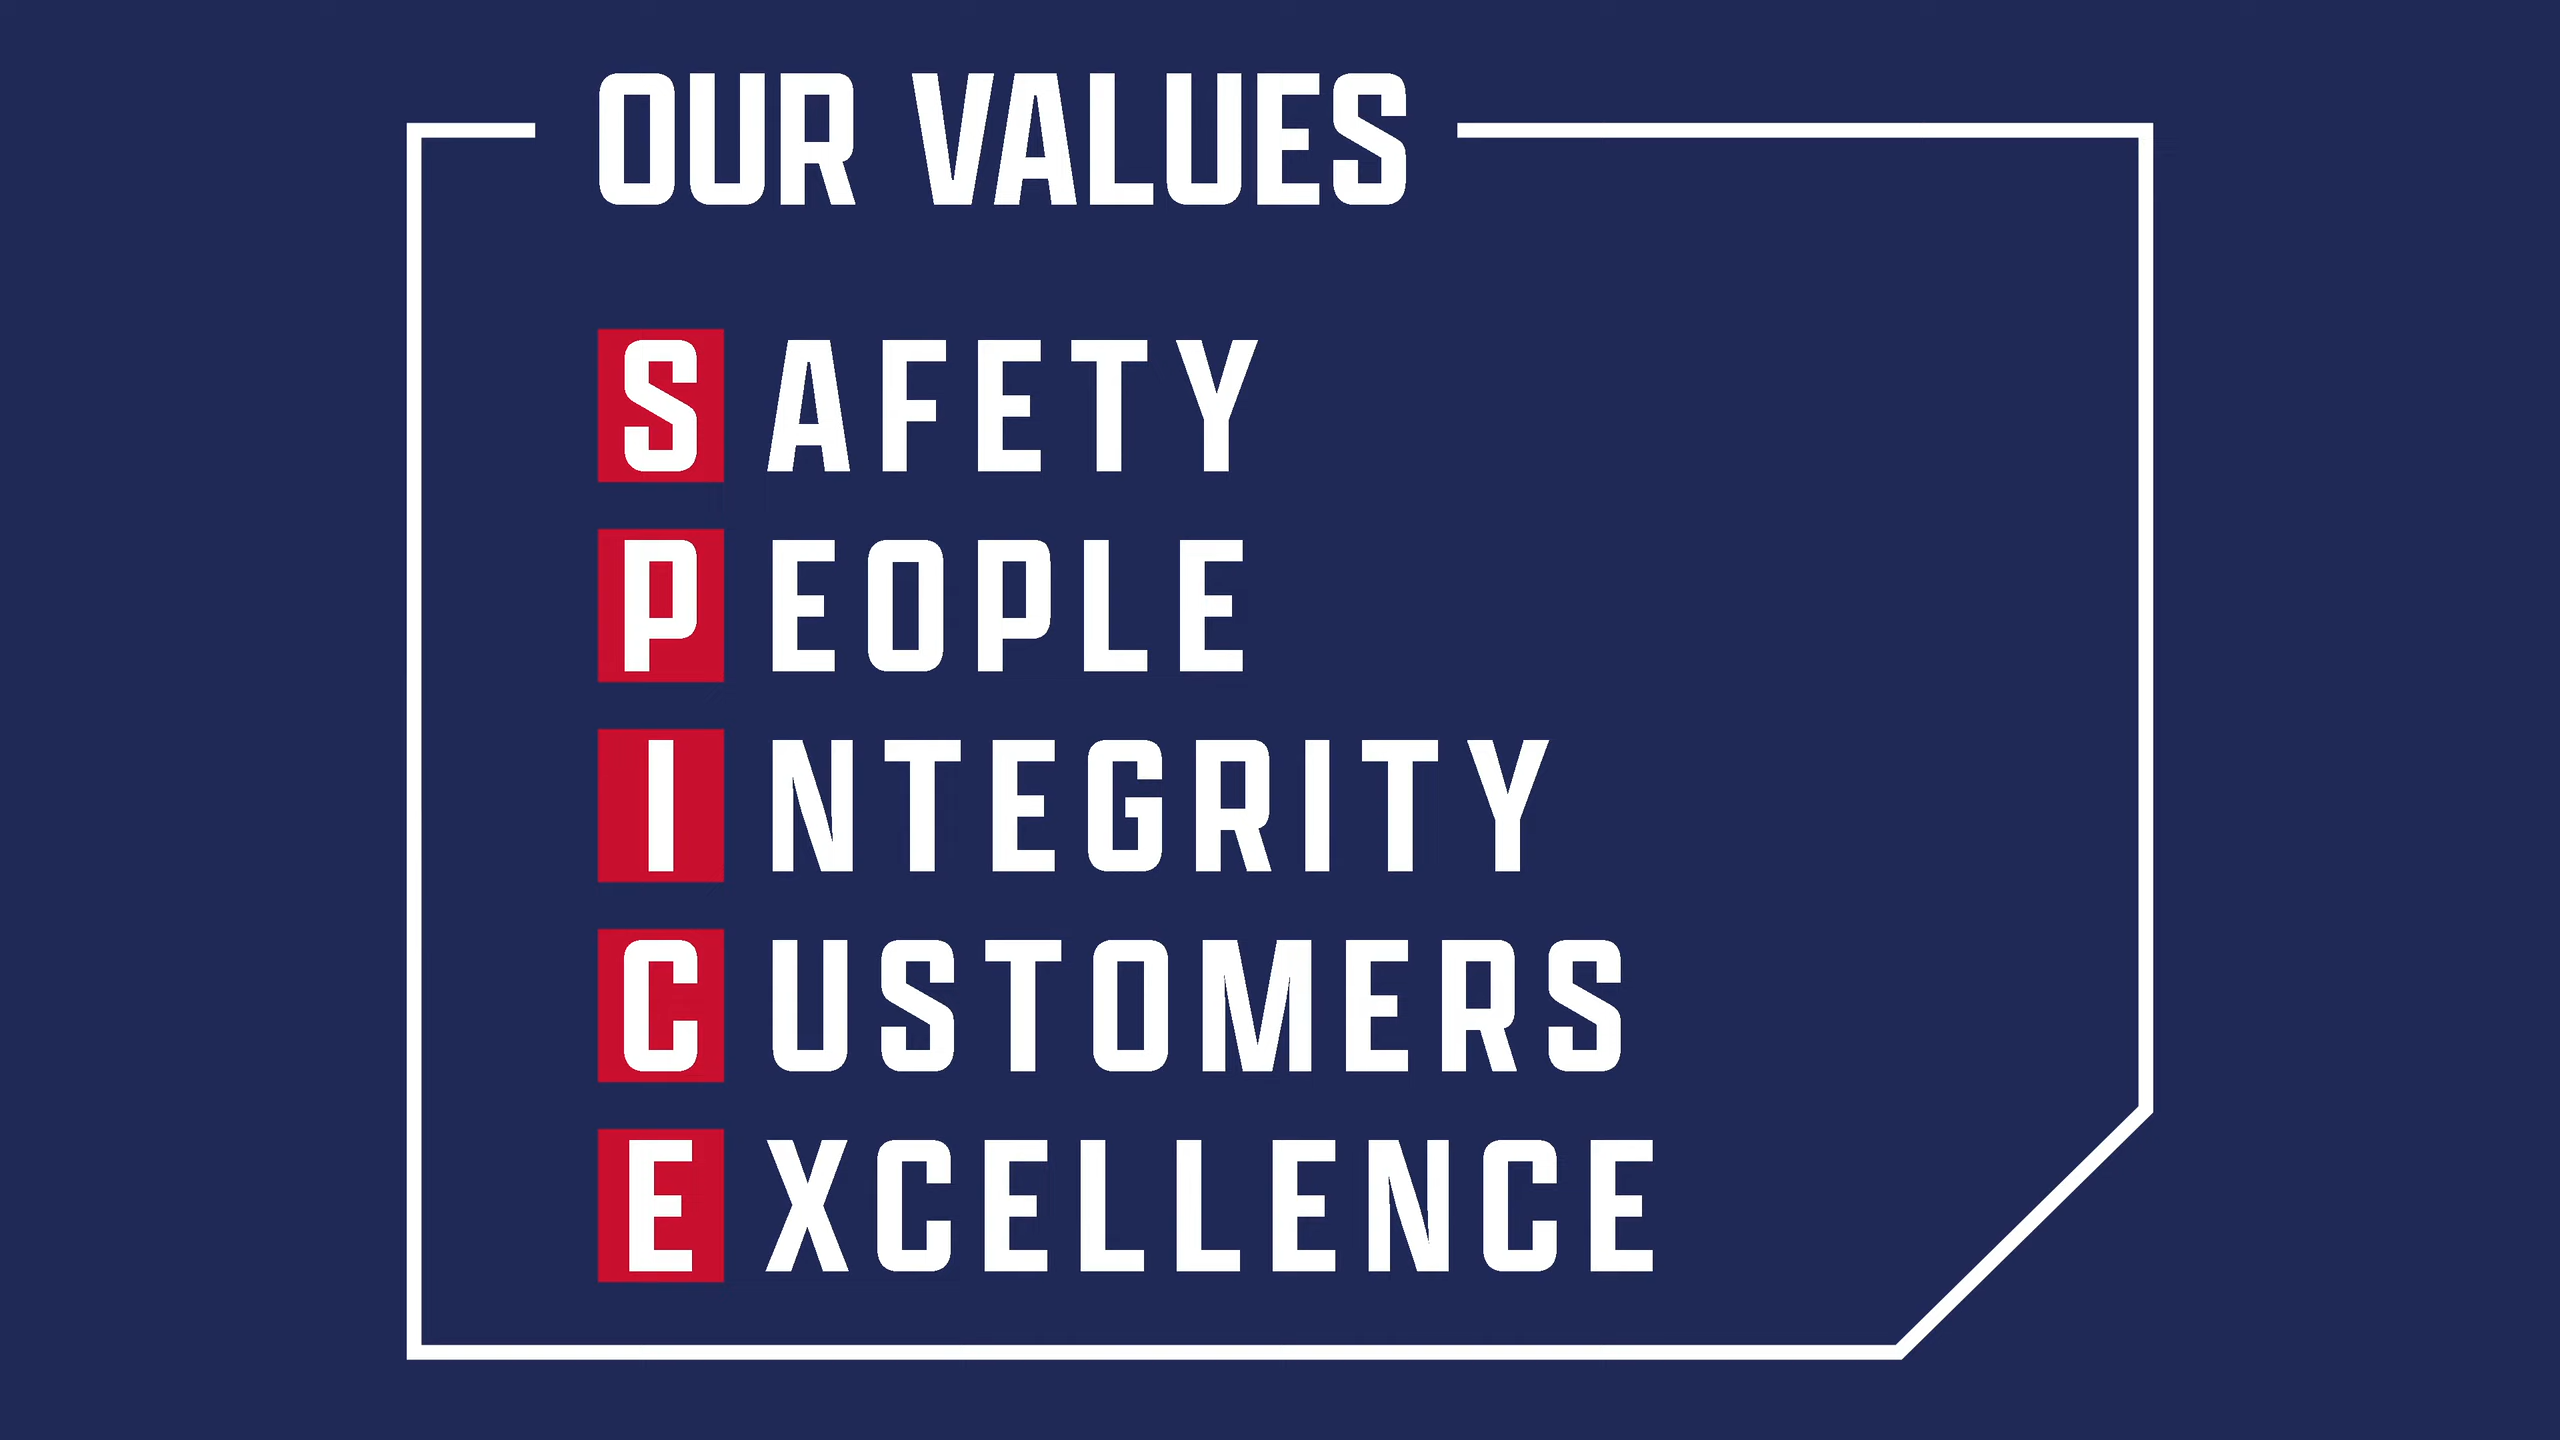 OUR VALUES
SAFETY
PEOPLE
INTEGRITY
CUSTOMERS
EXCELLENCE